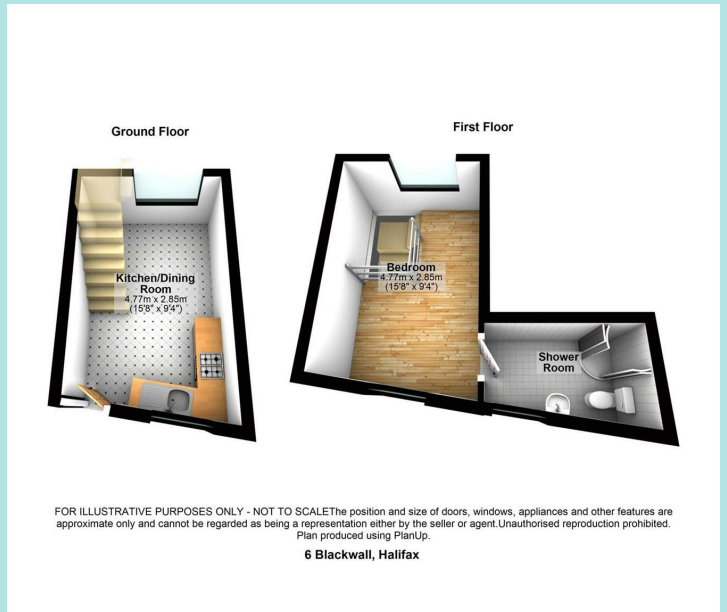 Ground Floor
First Floor
Kitchen/Dining
Room
4.77m x 2.85m
(15'8" x 9'4")
Bedroom
4.77m x 2.85m
(15'8" x 9'4")
Shower
Room
FOR ILLUSTRATIVE PURPOSES ONLY - NOT TO SCALEThe position and size of doors, windows, appliances and other features are
approximate only and cannot be regarded as being a representation either by the seller or agent.Unauthorised reproduction prohibited.
Plan produced using PlanUp.
6 Blackwall, Halifax